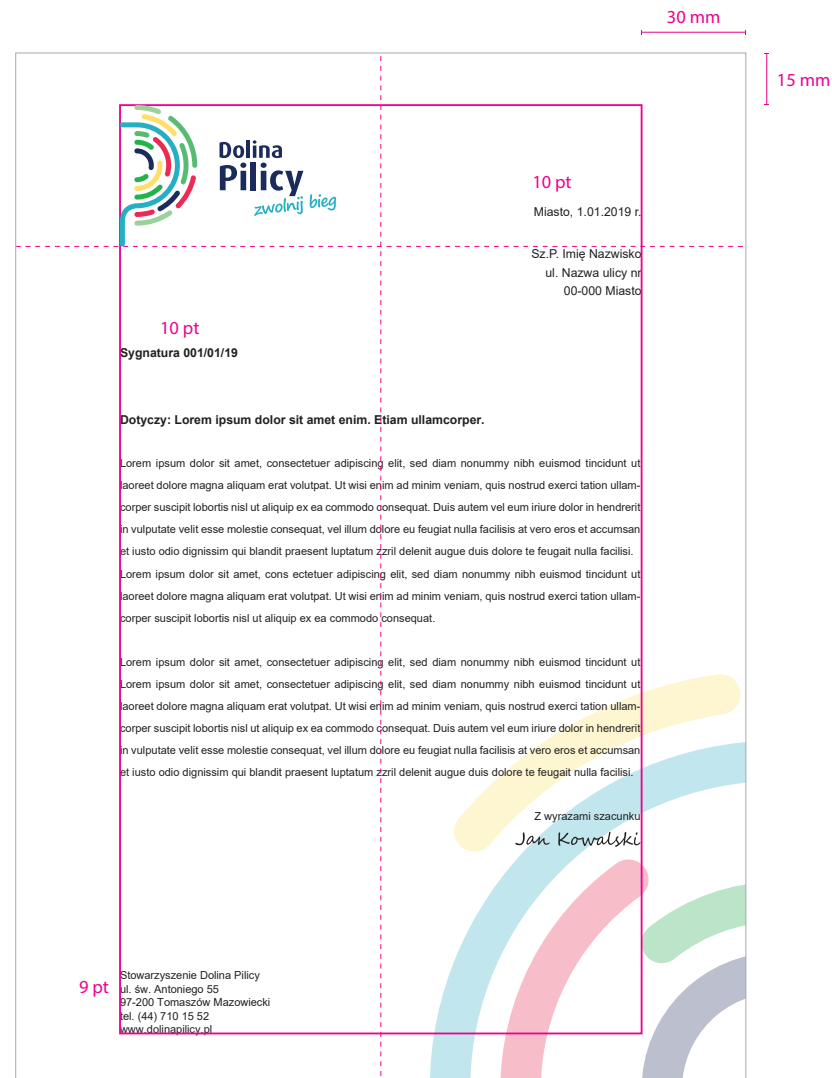 30 mm
15 mm
Dolina
Pilicy
zwolnij bieg
10 pt
Miasto, 1.01.2019 r.
Sz.P. Imię Nazwisko
ul. Nazwa ulicy nr
00-000 Miasto
10 pt
Sygnatura 001/01/19
Dotyczy: Lorem ipsum dolor sit amet enim. Etiam ullamcorper.
Lorem ipsum dolor sit amet, consectetuer adipiscing elit, sed diam nonummy nibh euismod tincidunt ut
laoreet dolore magna aliquam erat volutpat. Ut wisi enim ad minim veniam, quis nostrud exerci tation ullam-
corper suscipit lobortis nisl ut aliquip ex ea commodo consequat. Duis autem vel eum iriure dolor in hendrerit
in vulputate velit esse molestie consequat, vel illum dolore eu feugiat nulla facilisis at vero eros et accumsan
et iusto odio dignissim qui blandit praesent luptatum zzril delenit augue duis dolore te feugait nulla facilisi.
Lorem ipsum dolor sit amet, cons ectetuer adipiscing elit, sed diam nonummy nibh euismod tincidunt ut
laoreet dolore magna aliquam erat volutpat. Ut wisi enim ad minim veniam, quis nostrud exerci tation ullam-
corper suscipit lobortis nisl ut aliquip ex ea commodo consequat.
Lorem ipsum dolor sit amet, consectetuer adipiscing elit, sed diam nonummy nibh euismod tincidunt ut
Lorem ipsum dolor sit amet, consectetuer adipiscing elit, sed diam nonummy nibh euismod tincidunt ut
laoreet dolore magna aliquam erat volutpat. Ut wisi enim ad minim veniam, quis nostrud exerci tation ullam-
corper suscipit lobortis nisl ut aliquip ex ea commodo consequat. Duis autem vel eum iriure dolor in hendrerit
in vulputate velit esse molestie consequat, vel illum dolore eu feugiat nulla facilisis at vero eros et accumsan
et iusto odio dignissim qui blandit praesent luptatum zzril delenit augue duis dolore te feugait nulla facilisi.
Z wyrazami szacunku
Jan Kowalski
9 pt
Stowarzyszenie Dolina Pilicy
ul. św. Antoniego 55
97-200 Tomaszów Mazowiecki
tel. (44) 710 15 52
www.dolinapilicy.pl